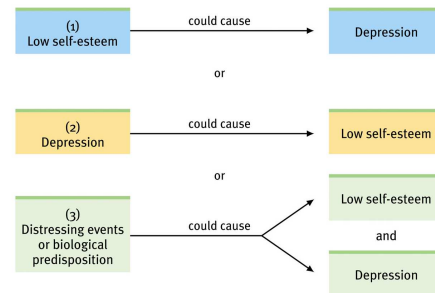 (1)
Low self-esteem
could cause
Depression
or
(2)
Depression
could cause
Low self-esteem
or
(3)
Distressing events
or biological
predisposition
could cause
Low self-esteem
and
Depression